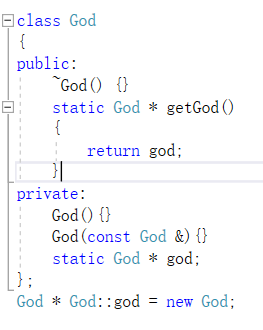 class God
{
public:
    ~God() {}
    static God * getGod()
    {
        return god;
    }
private:
    God(){}
    God(const God &){}
    static God * god;
};
God * God::god = new God;